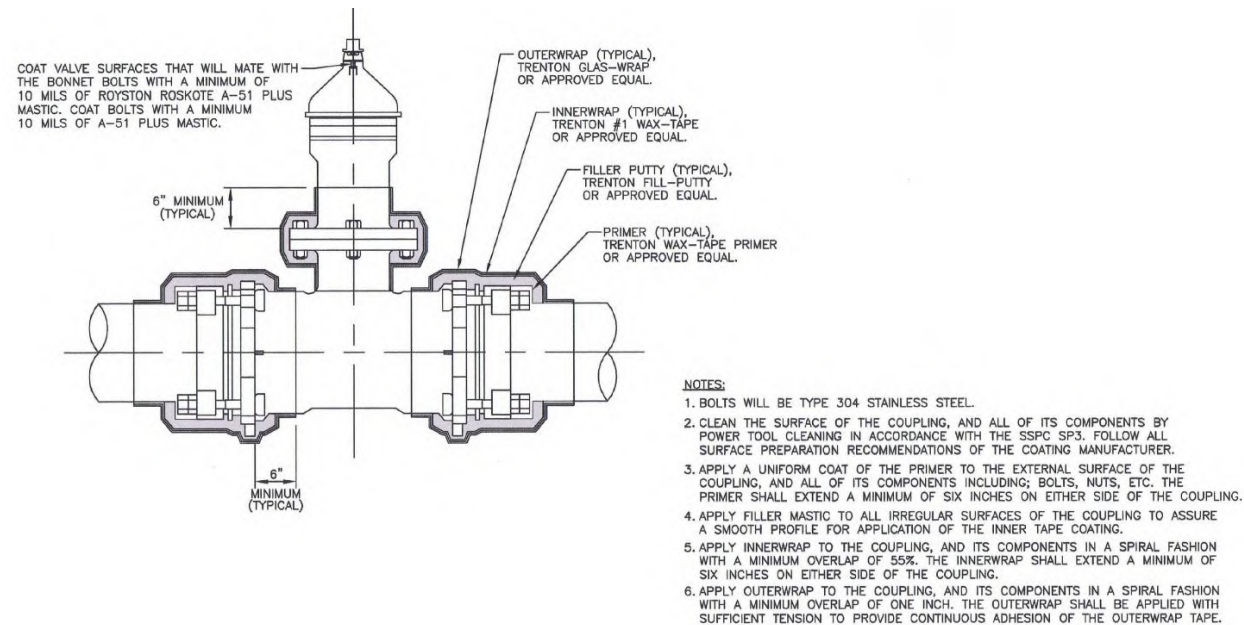 COAT VALVE SURFACES THAT WILL MATE WITH
THE BONNET BOLTS WITH A MINIMUM OF
10 MILS OF ROYSTON ROSKOTE A-51 PLUS
MASTIC. COAT BOLTS WITH A MINIMUM
10 MILS OF A-51 PLUS MASTIC.
OUTERWRAP (TYPICAL),
TRENTON GLAS-WRAP
OR APPROVED EQUAL.
INNERWRAP (TYPICAL),
TRENTON #1 WAX-TAPE
OR APPROVED EQUAL.
FILLER PUTTY (TYPICAL),
TRENTON FILL-PUTTY
OR APPROVED EQUAL.
PRIMER (TYPICAL),
TRENTON WAX-TAPE PRIMER
OR APPROVED EQUAL.
6" MINIMUM
(TYPICAL)
6"
MINIMUM
(TYPICAL)
NOTES:
1. BOLTS WILL BE TYPE 304 STAINLESS STEEL.
2. CLEAN THE SURFACE OF THE COUPLING, AND ALL OF ITS COMPONENTS BY
POWER TOOL CLEANING IN ACCORDANCE WITH THE SSPC SP3. FOLLOW ALL
SURFACE PREPARATION RECOMMENDATIONS OF THE COATING MANUFACTURER.
3. APPLY A UNIFORM COAT OF THE PRIMER TO THE EXTERNAL SURFACE OF THE
COUPLING, AND ALL OF ITS COMPONENTS INCLUDING; BOLTS, NUTS, ETC. THE
PRIMER SHALL EXTEND A MINIMUM OF SIX INCHES ON EITHER SIDE OF THE COUPLING.
4. APPLY FILLER MASTIC TO ALL IRREGULAR SURFACES OF THE COUPLING TO ASSURE
A SMOOTH PROFILE FOR APPLICATION OF THE INNER TAPE COATING.
5. APPLY INNERWRAP TO THE COUPLING, AND ITS COMPONENTS IN A SPIRAL FASHION
WITH A MINIMUM OVERLAP OF 55%. THE INNERWRAP SHALL EXTEND A MINIMUM OF
SIX INCHES ON EITHER SIDE OF THE COUPLING.
6. APPLY OUTERWRAP TO THE COUPLING, AND ITS COMPONENTS IN A SPIRAL FASHION
WITH A MINIMUM OVERLAP OF ONE INCH. THE OUTERWRAP SHALL BE APPLIED WITH
SUFFICIENT TENSION TO PROVIDE CONTINUOUS ADHESION OF THE OUTERWRAP TAPE.